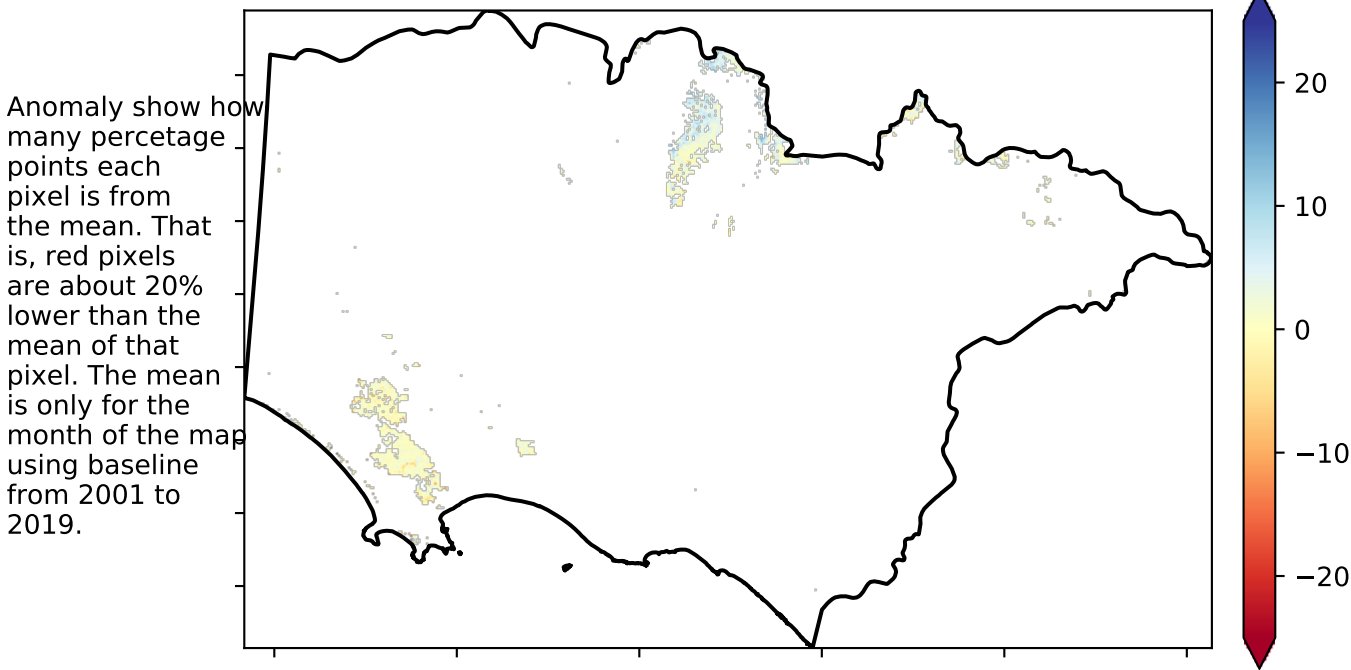 Anomaly show how
many percetage
points each
pixel is from
the mean. That
is, red pixels
are about 20%
lower than the
mean of that
pixel. The mean
is only for the
month of the map
using baseline
from 2001 to
2019.
20
10
0
−10
−20